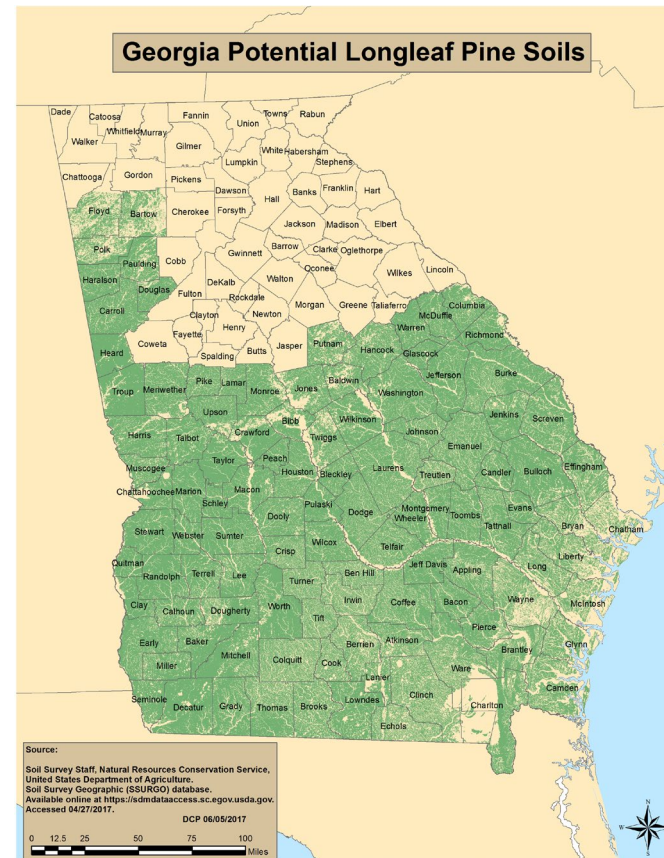 Georgia Potential Longleaf Pine Soils
Dade
Catoosa
Fannin
Towns
Rabun
Union
Whitfield
Murray
Walker
Gilmer
White
Habersham
Lumpkin
Stephens
Chattooga
Gordon
Pickens
Dawson
Hall
Banks
Franklin
Hart
Floyd
Bartow
Cherokee
Forsyth
Jackson
Madison
Elbert
Polk
Paulding
Cobb
Gwinnett
Barrow
Clarke
Oglethorpe
Haralson
Douglas
Fulton
DeKalb
Walton
Oconee
Wilkes
Lincoln
Rockdale
Carroll
Clayton
Newton
Morgan
Greene
Taliaferro
Columbia
McDuffie
Fayette
Henry
Warren
Richmond
Coweta
Spalding
Butts
Jasper
Putnam
Hancock
Glascock
Heard
Troup
Meriwether
Pike
Lamar
Monroe
Jones
Baldwin
Washington
Jefferson
Burke
Upson
Bibb
Wilkinson
Jenkins
Screven
Harris
Talbot
Crawford
Twiggs
Johnson
Emanuel
Muscogee
Taylor
Peach
Houston
Bleckley
Laurens
Treutlen
Candler
Bulloch
Effingham
Chattahoochee
Marion
Macon
Schley
Dooly
Pulaski
Dodge
Montgomery
Wheeler
Toombs
Evans
Tattnall
Bryan
Chatham
Stewart
Webster
Sumter
Crisp
Wilcox
Telfair
Liberty
Quitman
Randolph
Terrell
Lee
Turner
Ben Hill
Jeff Davis
Appling
Long
Clay
Calhoun
Dougherty
Worth
Tift
Irwin
Coffee
Bacon
Wayne
McIntosh
Early
Baker
Mitchell
Colquitt
Cook
Berrien
Atkinson
Pierce
Brantley
Glynn
Miller
Lanier
Ware
Clinch
Camden
Seminole
Decatur
Grady
Thomas
Brooks
Lowndes
Echols
Charlton
Source:
Soil Survey Staff, Natural Resources Conservation Service,
United States Department of Agriculture.
Soil Survey Geographic (SSURGO) database.
Available online at https://sdmdataaccess.sc.egov.usda.gov.
Accessed 04/27/2017.
DCP 06/05/2017
0 12.5 25 50 75 100
Miles
N
W E
S